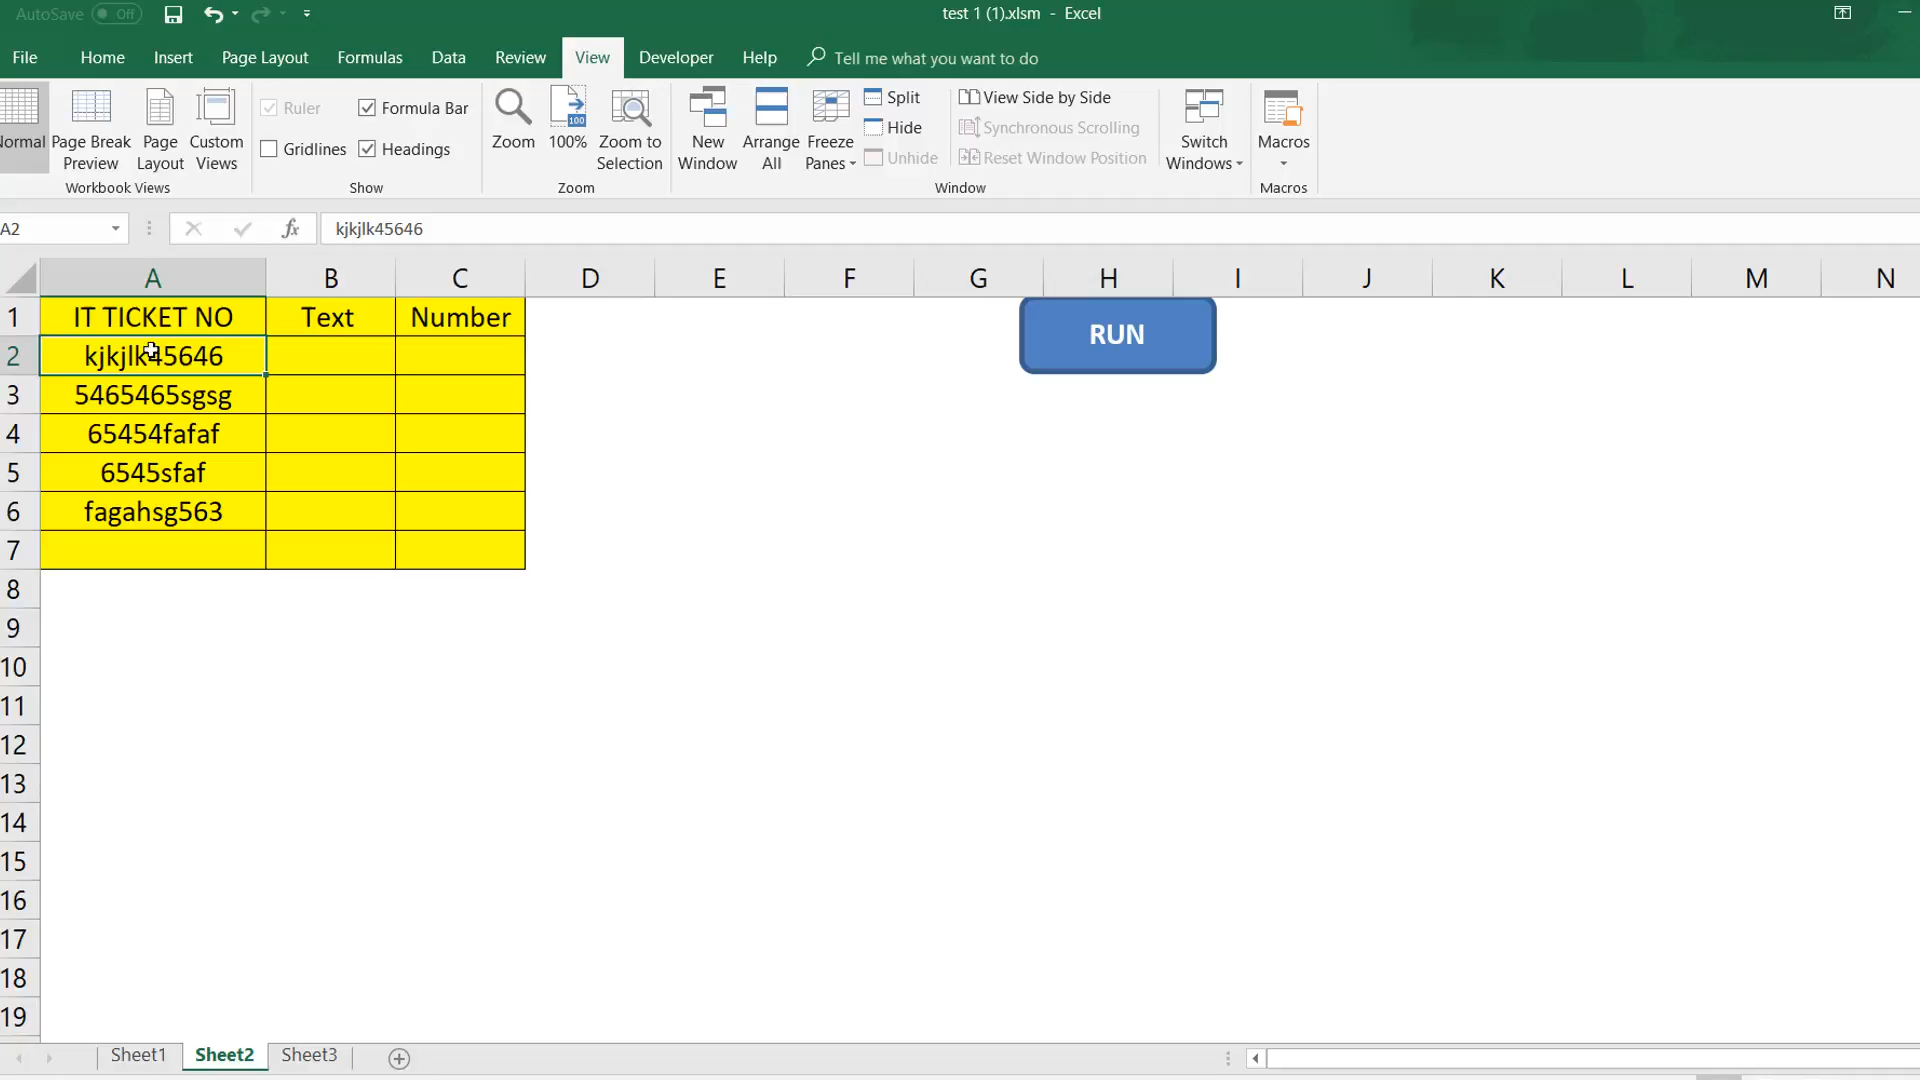 AutoSave Off
test 1 (1).xlsm - Excel
File Home Insert Page Layout Formulas Data Review View Developer Help Tell me what you want to do
Normal
Page Break Preview
Page Layout
Custom Views
Workbook Views
Ruler
Formula Bar
Gridlines
Headings
Show
Zoom
100%
100
Zoom to Selection
Zoom
New Window
Arrange All
Freeze Panes
Split
Hide
Unhide
View Side by Side
Synchronous Scrolling
Reset Window Position
Window
Switch Windows
Macros
Macros
A2
fx
kjkjlk45646
A B C D E F G H I J K L M N
1 IT TICKET NO Text Number
RUN
2 kjkjlk45646
3 5465465sgsg
4 65454fafaf
5 6545sfaf
6 fagahsg563
7
8
9
10
11
12
13
14
15
16
17
18
19
Sheet1 Sheet2 Sheet3